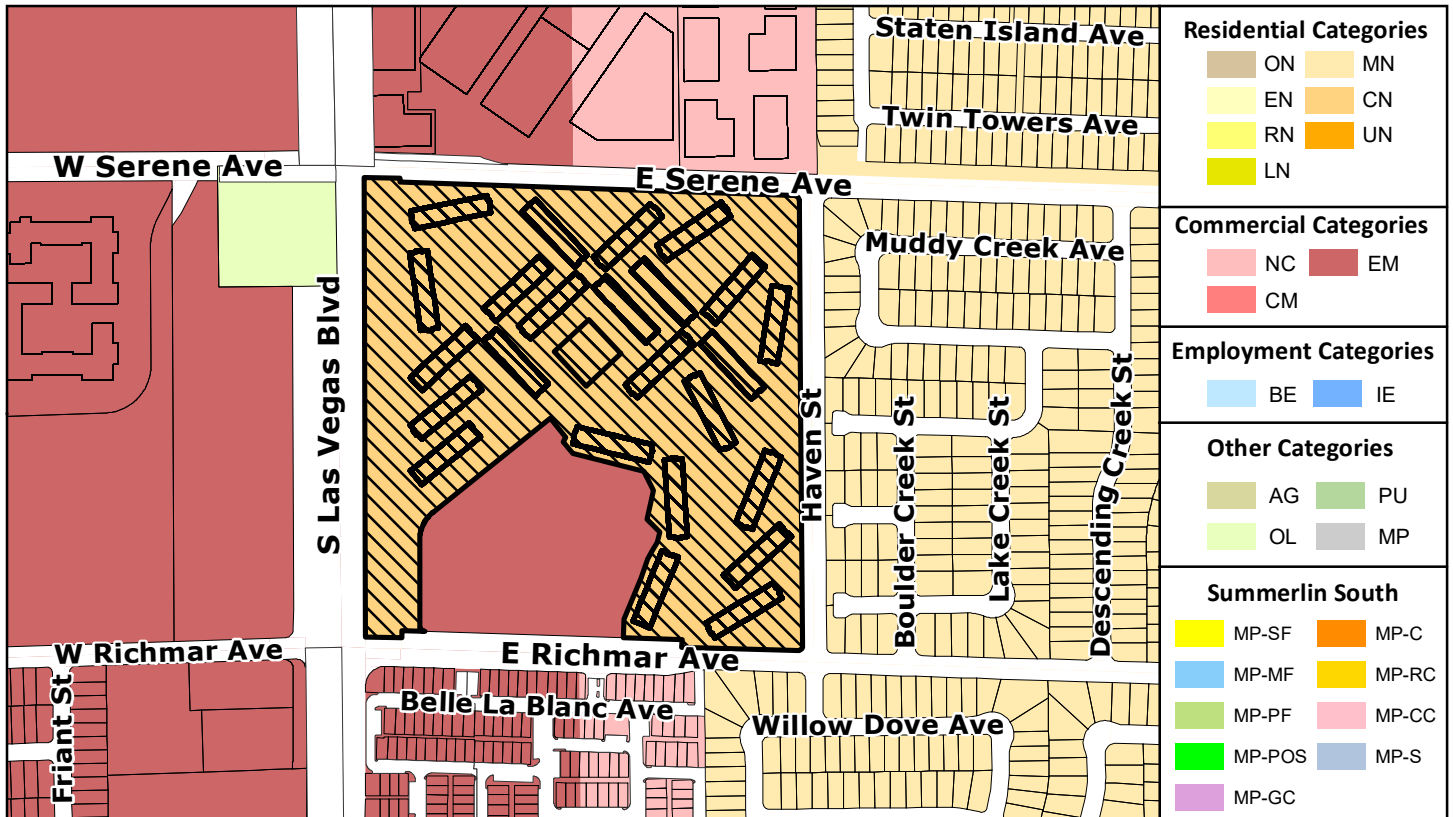 Staten Island Ave
Twin Towers Ave
W Serene Ave
E Serene Ave
Muddy Creek Ave
S Las Vegas Blvd
Haven St
Boulder Creek St
Lake Creek St
Descending Creek St
W Richmar Ave
E Richmar Ave
Friant St
Belle La Blanc Ave
Willow Dove Ave
Residential Categories
ON MN
EN CN
RN UN
LN
Commercial Categories
NC EM
CM
Employment Categories
BE IE
Other Categories
AG PU
OL MP
Summerlin South
MP-SF MP-C
MP-MF MP-RC
MP-PF MP-CC
MP-POS MP-S
MP-GC